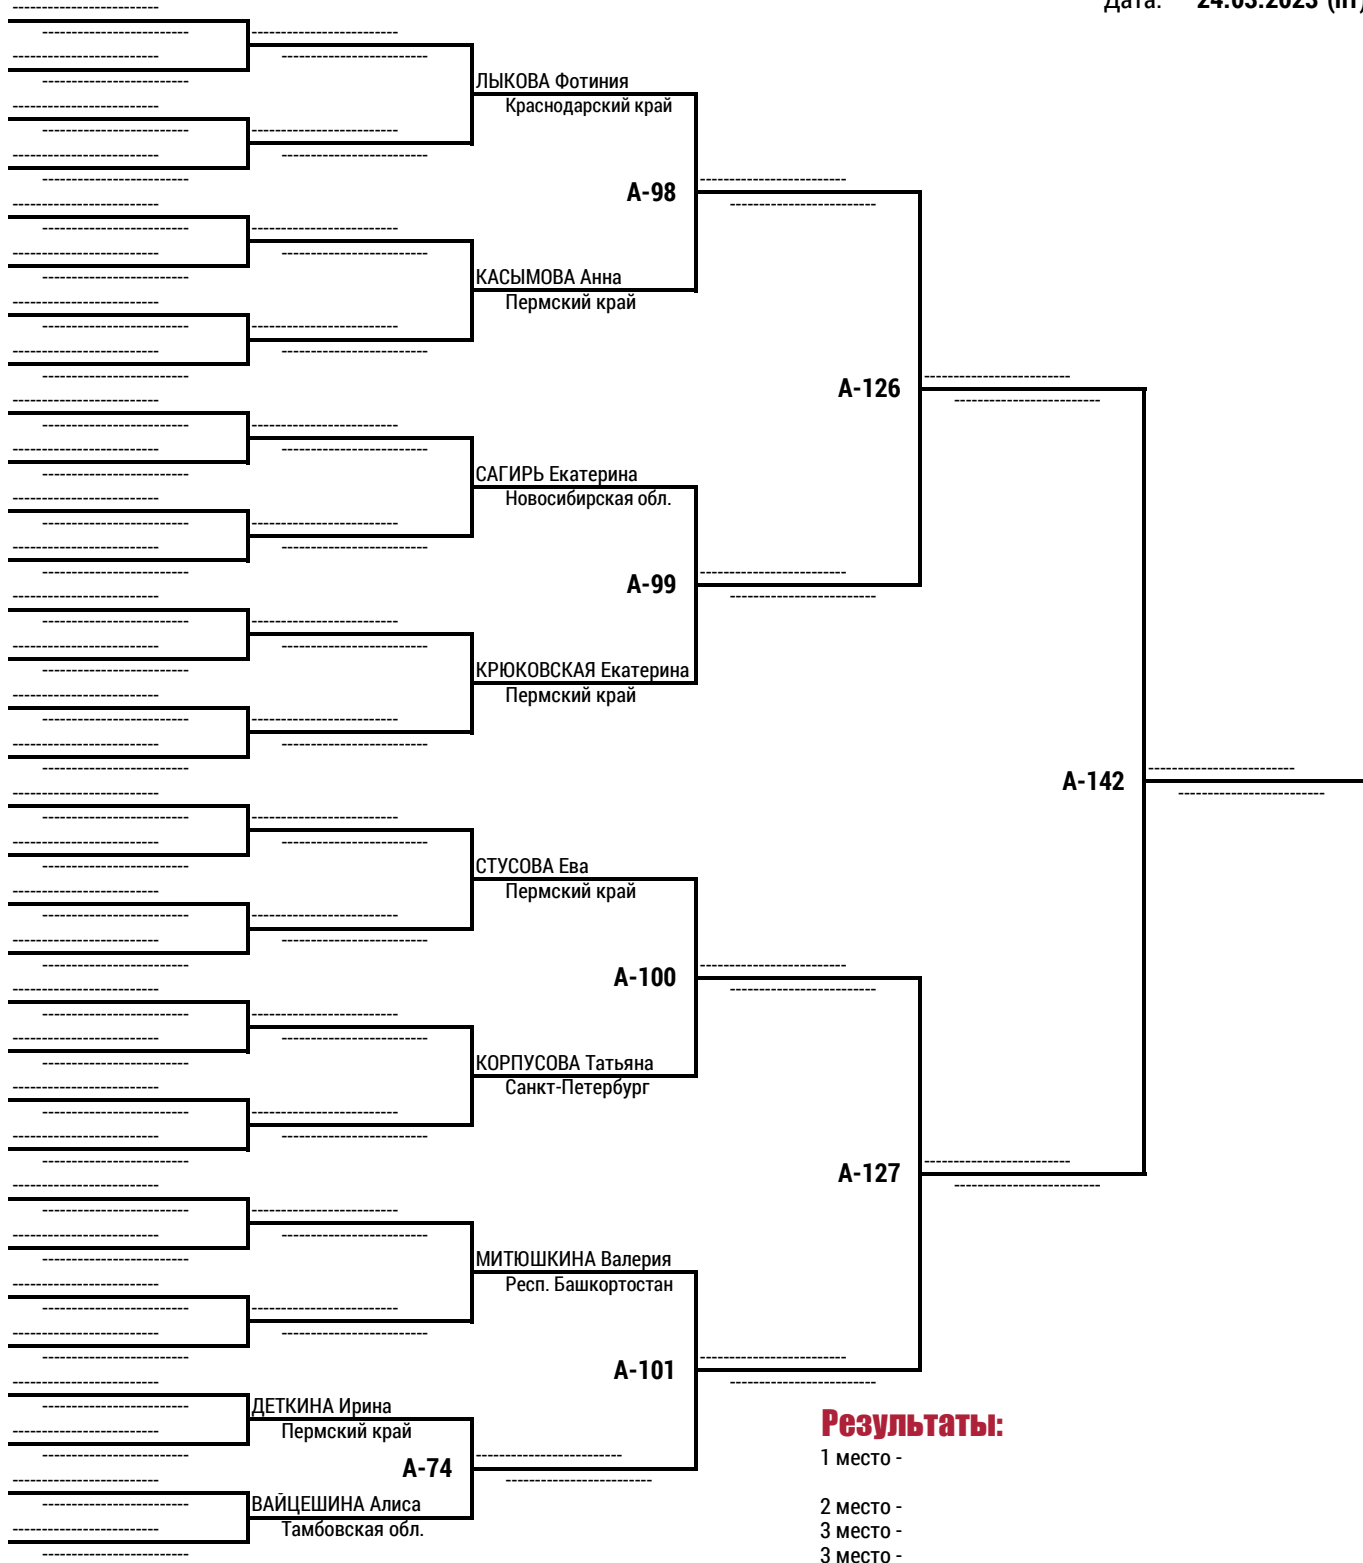 Дата: 24.03.2023 (пт)
ЛЫКОВА Фотиния
Краснодарский край
A-98
КАСЫМОВА Анна
Пермский край
A-126
САГИРЬ Екатерина
Новосибирская обл.
A-99
КРЮКОВСКАЯ Екатерина
Пермский край
A-142
СТУСОВА Ева
Пермский край
A-100
КОРПУСОВА Татьяна
Санкт-Петербург
A-127
МИТЮШКИНА Валерия
Респ. Башкортостан
A-101
ДЕТКИНА Ирина
Пермский край
A-74
ВАЙЦЕШИНА Алиса
Тамбовская обл.
Результаты:
1 место -
2 место -
3 место -
3 место -